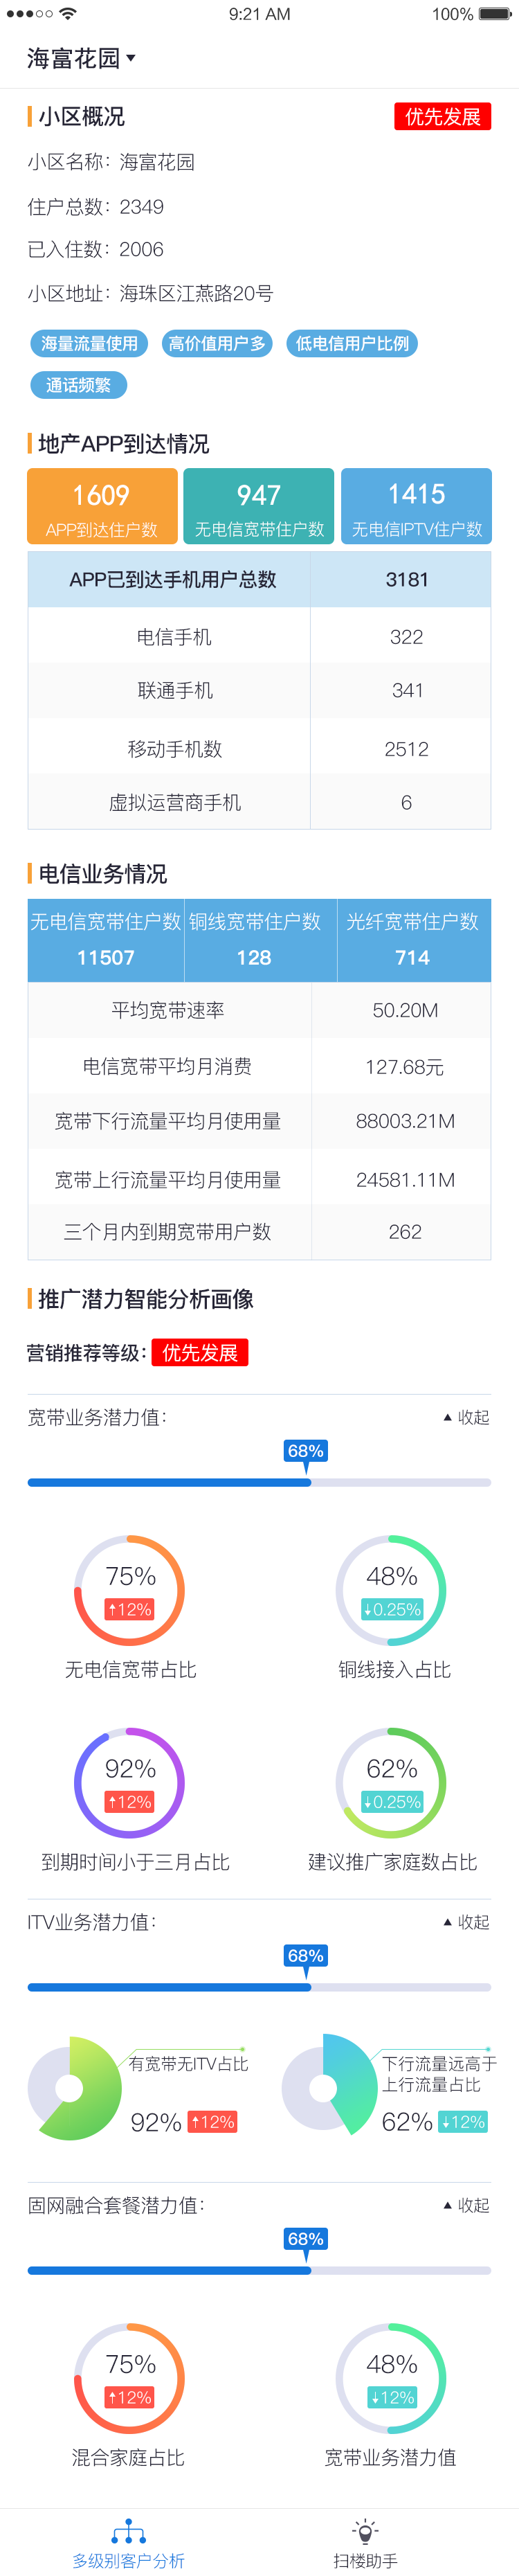 9:21 AM 100%
海富花园
小区概况 优先发展
小区名称：海富花园
住户总数：2349
已入住数：2006
小区地址：海珠区江燕路20号
海量流量使用 高价值用户多 低电信用户比例
通话频繁
地产APP到达情况
1609 947 1415
APP到达住户数 无电信宽带住户数 无电信IPTV住户数
APP已到达手机用户总数 3181
电信手机 322
联通手机 341
移动手机数 2512
虚拟运营商手机 6
电信业务情况
无电信宽带住户数 铜线宽带住户数 光纤宽带住户数
11507 128 714
平均宽带速率 50.20M
电信宽带平均月消费 127.68元
宽带下行流量平均月使用量 88003.21M
宽带上行流量平均月使用量 24581.11M
三个月内到期宽带用户数 262
推广潜力智能分析画像
营销推荐等级：优先发展
宽带业务潜力值： ▲ 收起
68%
75% 48%
↑12% ↓0.25%
无电信宽带占比 铜线接入占比
92% 62%
↑12% ↓0.25%
到期时间小于三月占比 建议推广家庭数占比
ITV业务潜力值： ▲ 收起
68%
有宽带无ITV占比
92% ↑12%
下行流量远高于
上行流量占比
62% ↓12%
固网融合套餐潜力值： ▲ 收起
68%
75% 48%
↑12% ↓12%
混合家庭占比 宽带业务潜力值
多级别客户分析 扫楼助手